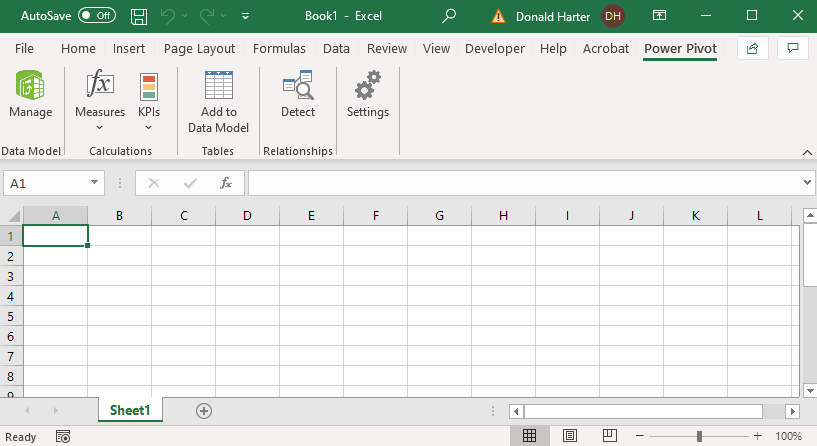 AutoSave Off Book1 - Excel Donald Harter DH
File Home Insert Page Layout Formulas Data Review View Developer Help Acrobat Power Pivot
fx
Manage Measures KPIs Add to Detect Settings
Data Model
Data Model Calculations Tables Relationships
A1 fx
A B C D E F G H I J K L
1
2
3
4
5
6
7
8
9
Sheet1
Ready 100%